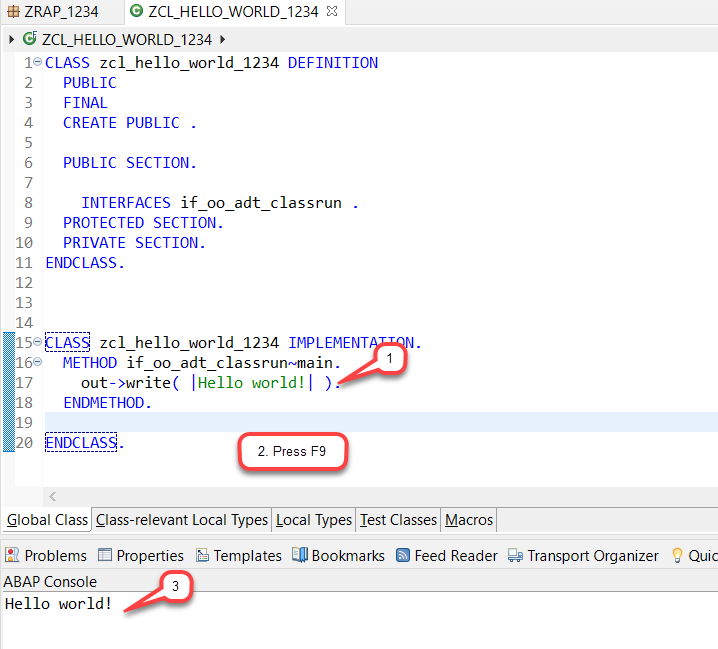 ZRAP_1234 ZCL_HELLO_WORLD_1234
ZCL_HELLO_WORLD_1234
1 CLASS zcl_hello_world_1234 DEFINITION
2 PUBLIC
3 FINAL
4 CREATE PUBLIC .
5
6 PUBLIC SECTION.
7
8 INTERFACES if_oo_adt_classrun .
9 PROTECTED SECTION.
10 PRIVATE SECTION.
11 ENDCLASS.
12
13
14
15 CLASS zcl_hello_world_1234 IMPLEMENTATION.
16 METHOD if_oo_adt_classrun~main.
1
17 out->write( |Hello world!| ).
18 ENDMETHOD.
19
20 ENDCLASS.
2. Press F9
Global Class Class-relevant Local Types Local Types Test Classes Macros
Problems Properties Templates Bookmarks Feed Reader Transport Organizer Quic
ABAP Console
3
Hello world!